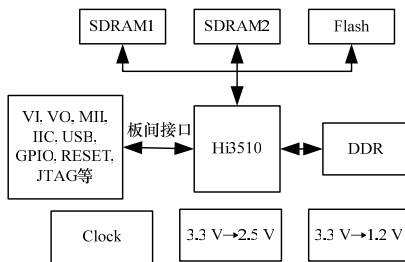 SDRAM1
SDRAM2
Flash
VI, VO, MII,
IIC, USB,
GPIO, RESET,
JTAG等
板间接口
Hi3510
DDR
Clock
3.3 V→2.5 V
3.3 V→1.2 V